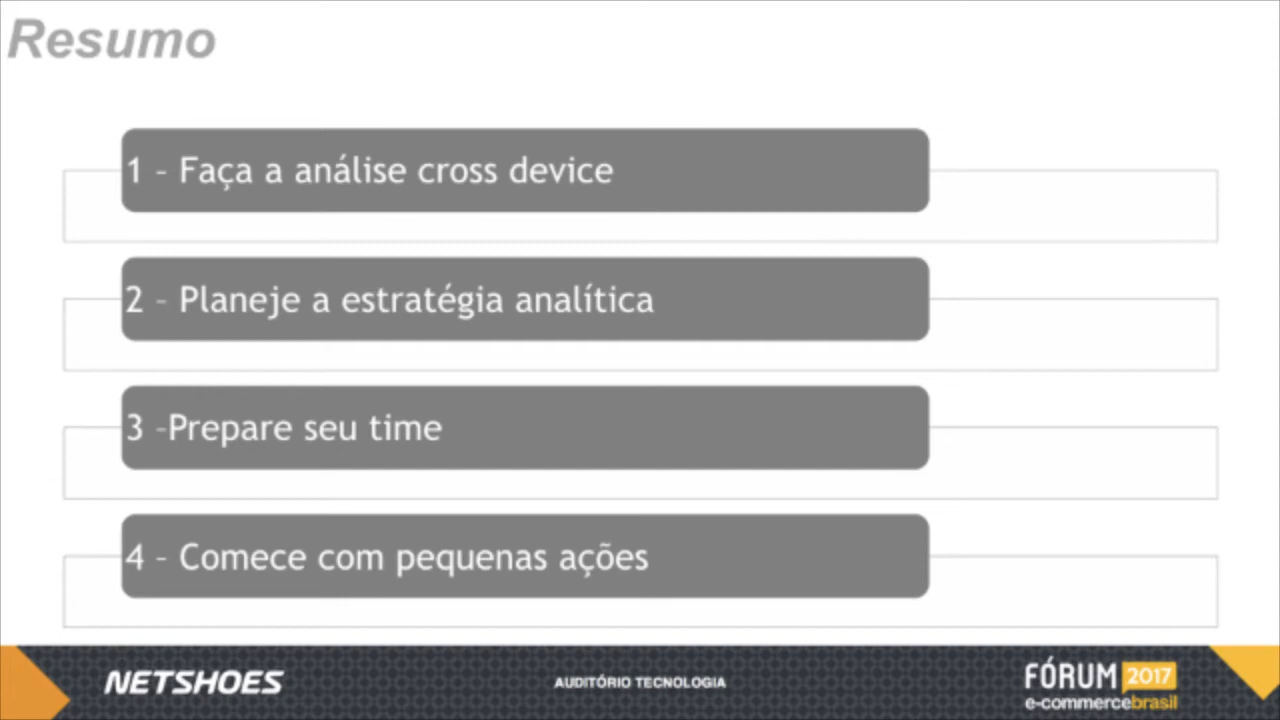 Resumo
1 – Faça a análise cross device
2 – Planeje a estratégia analítica
3 –Prepare seu time
4 – Comece com pequenas ações
NETSHOES
AUDITÓRIO TECNOLOGIA
FÓRUM 2017
e-commercebrasil